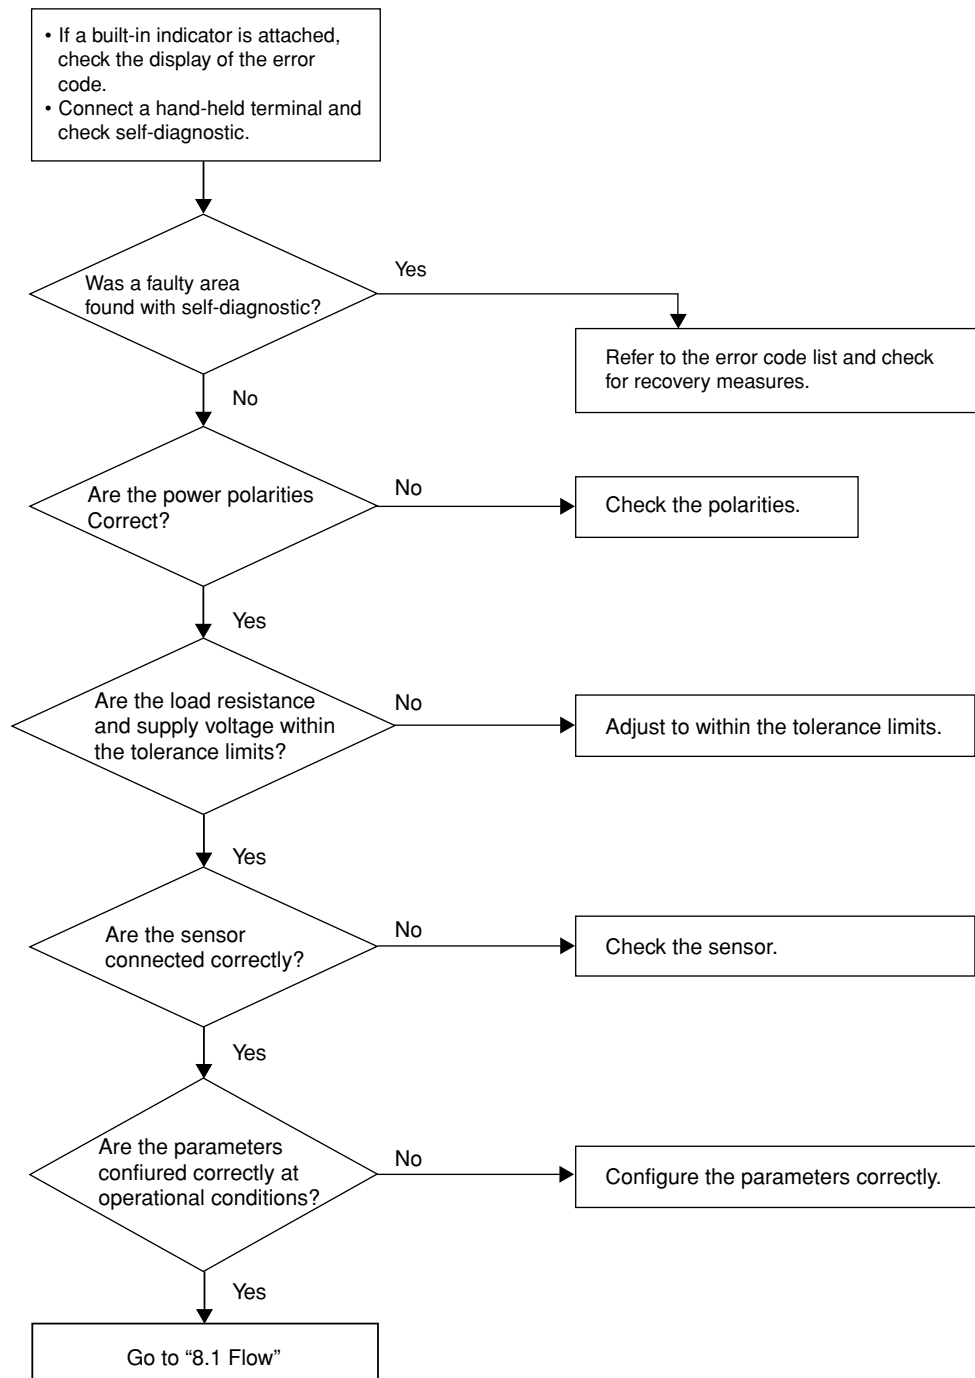 • If a built-in indicator is attached,
check the display of the error
code.
• Connect a hand-held terminal and
check self-diagnostic.
Was a faulty area
found with self-diagnostic?
Yes
Refer to the error code list and check
for recovery measures.
No
Are the power polarities
Correct?
No
Check the polarities.
Yes
Are the load resistance
and supply voltage within
the tolerance limits?
No
Adjust to within the tolerance limits.
Yes
Are the sensor
connected correctly?
No
Check the sensor.
Yes
Are the parameters
confiured correctly at
operational conditions?
No
Configure the parameters correctly.
Yes
Go to “8.1 Flow”